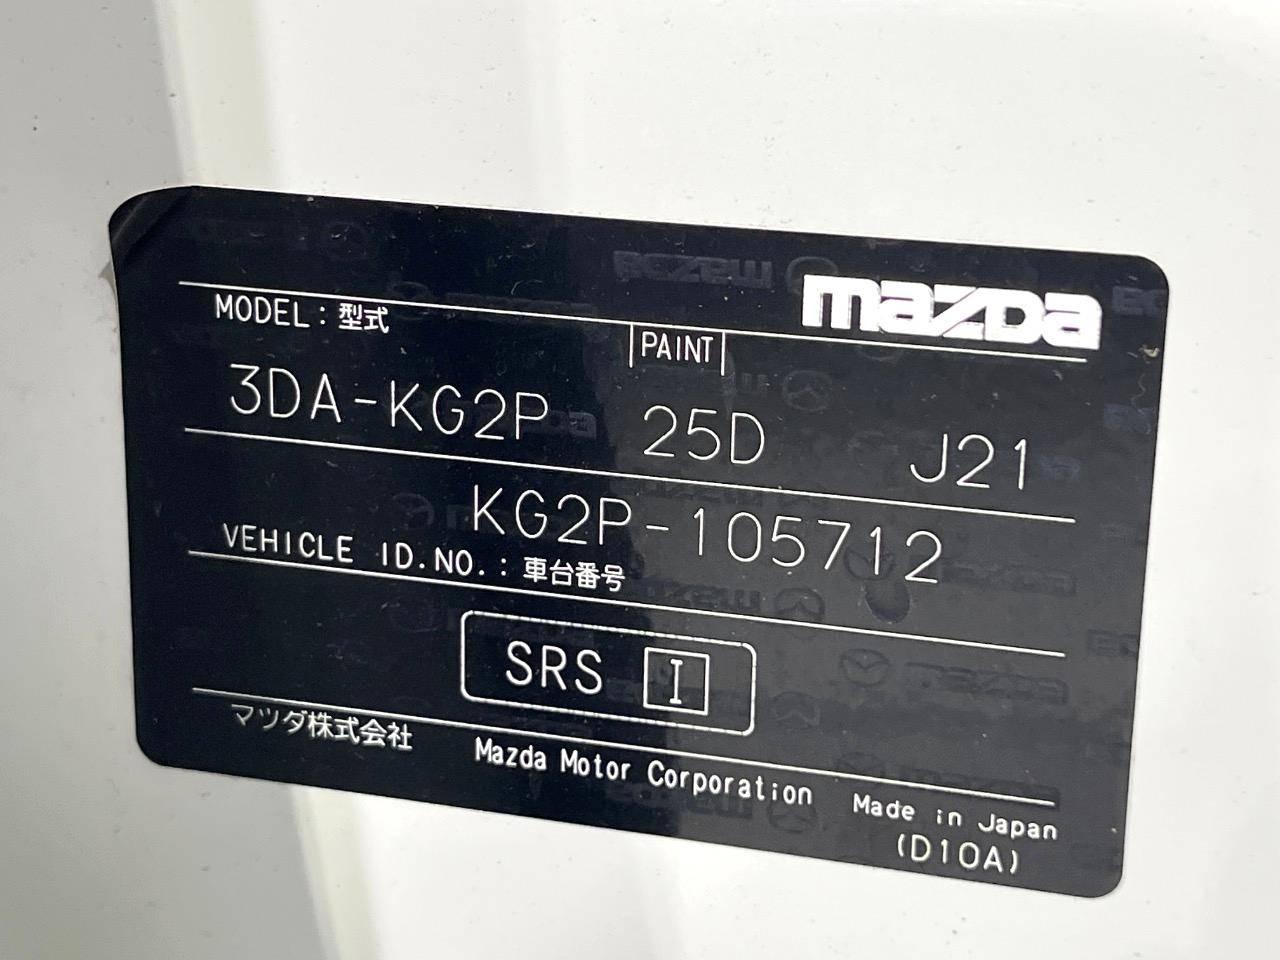 mazda
MODEL: 型式
PAINT
3DA-KG2P 25D J21
KG2P-105712
VEHICLE ID.NO.: 車台番号
SRS I
マツダ株式会社 Mazda Motor Corporation Made in Japan
(D10A)